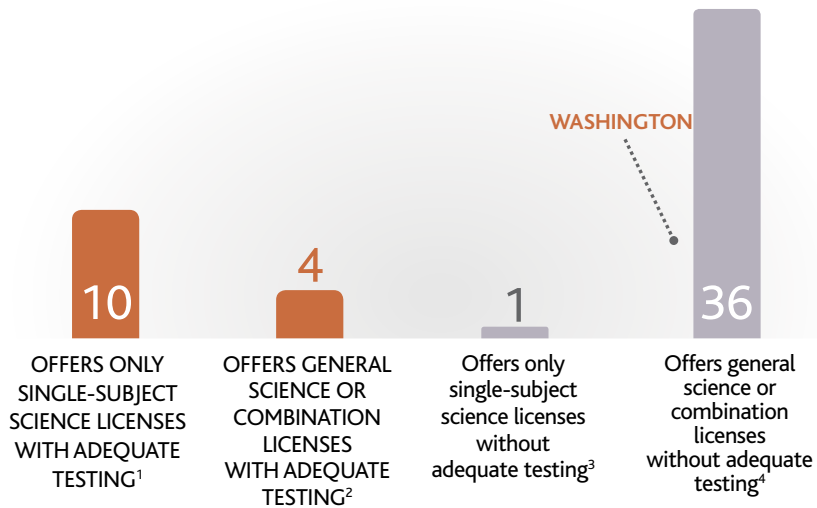 WASHINGTON
10
4
1
36
OFFERS ONLY
SINGLE-SUBJECT
SCIENCE LICENSES
WITH ADEQUATE
TESTING¹
OFFERS GENERAL
SCIENCE OR
COMBINATION
LICENSES
WITH ADEQUATE
TESTING²
Offers only
single-subject
science licenses
without
adequate testing³
Offers general
science or
combination
licenses
without adequate
testing⁴